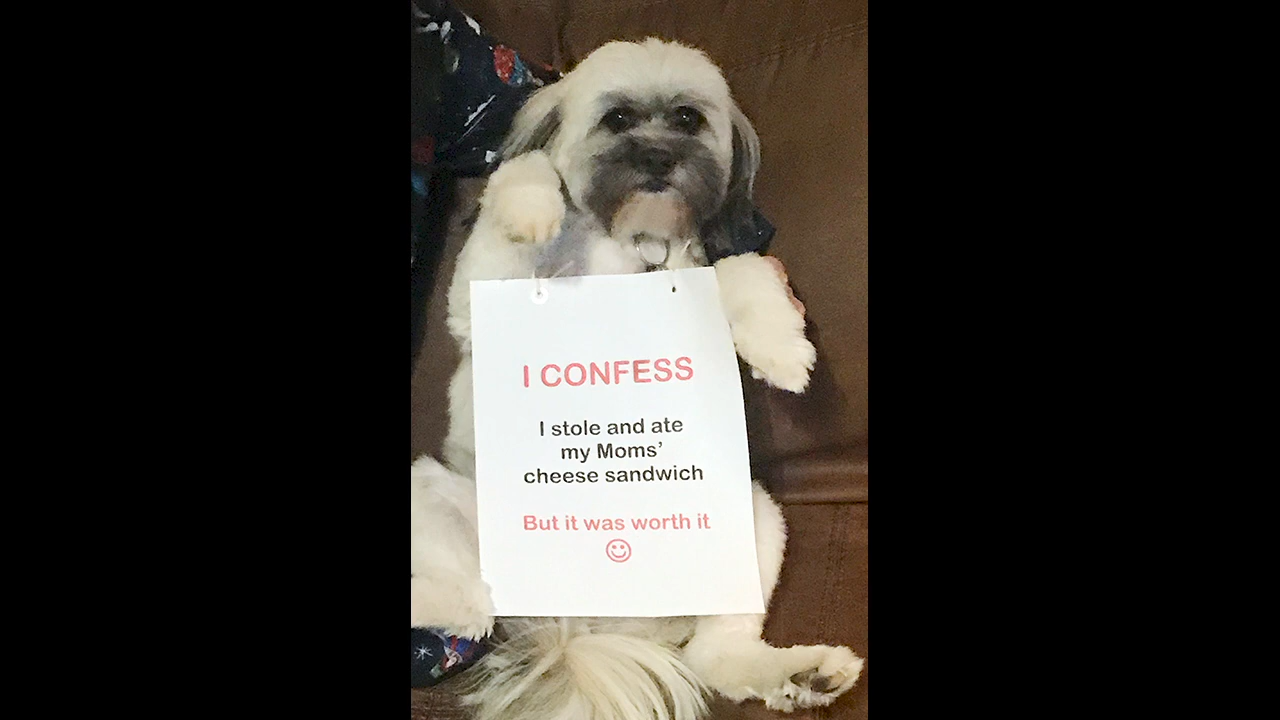 I CONFESS
I stole and ate
my Moms’
cheese sandwich
But it was worth it